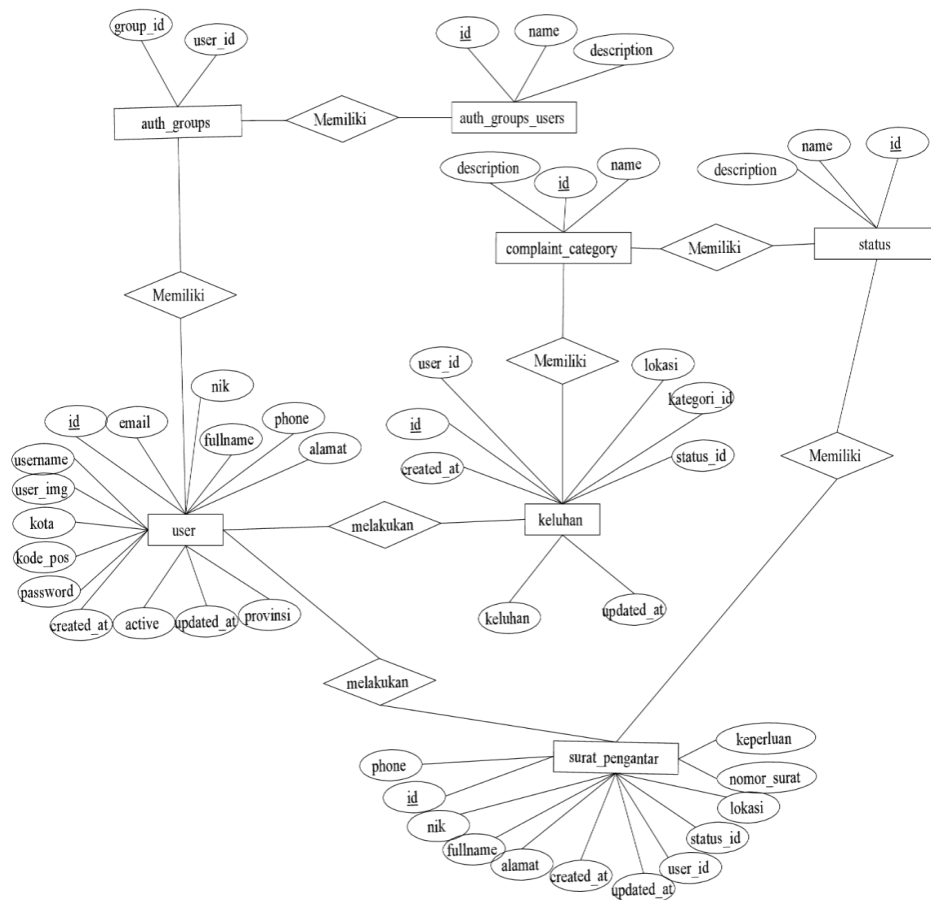 group_id
user_id
id
name
description
auth_groups
Memiliki
auth_groups_users
description
id
name
description
name
id
complaint_category
Memiliki
status
Memiliki
user_id
Memiliki
lokasi
kategori_id
id
created_at
status_id
Memiliki
nik
id
email
fullname
phone
alamat
username
user_img
kota
kode_pos
password
created_at
active
updated_at
provinsi
user
melakukan
keluhan
keluhan
updated_at
melakukan
surat_pengantar
keperluan
nomor_surat
lokasi
status_id
user_id
updated_at
created_at
alamat
fullname
nik
id
phone